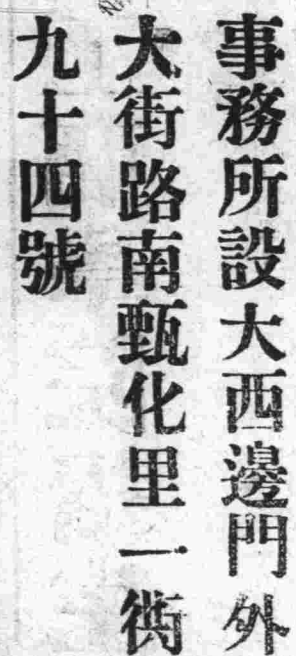 事務所設大西邊門外
大街路南甄化里一衖
九十四號